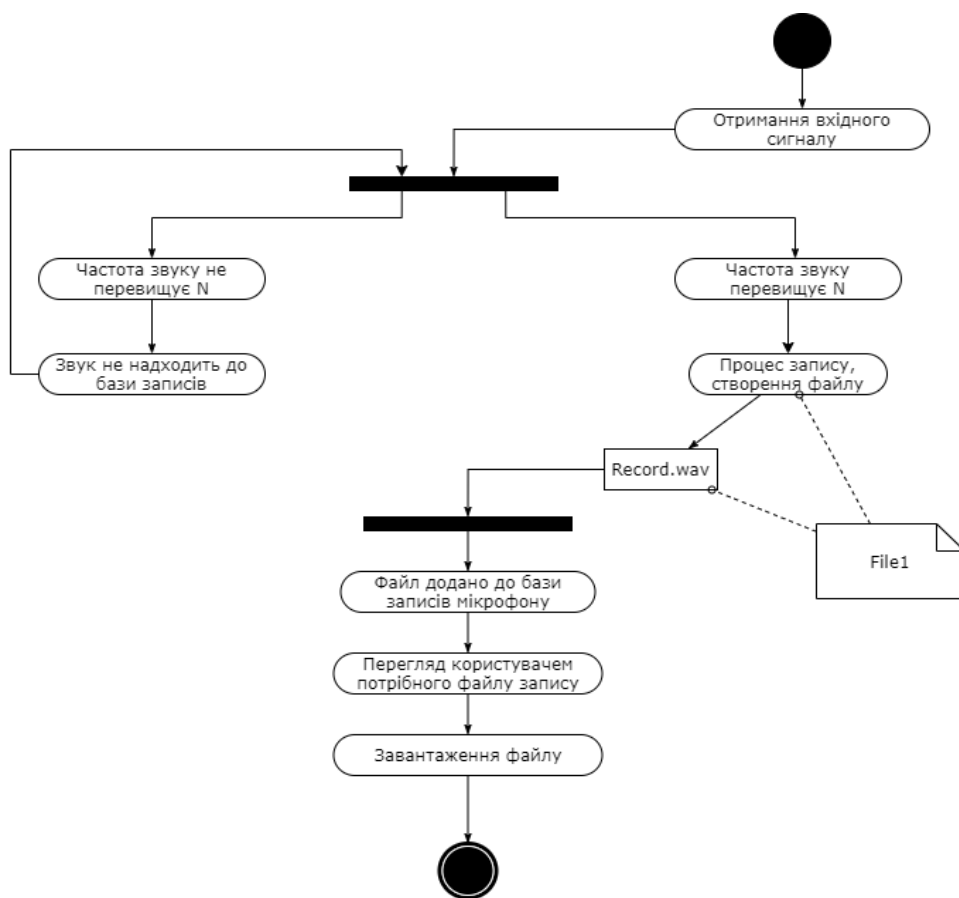 Отримання вхідного
сигналу
Частота звуку не
перевищує N
Частота звуку
перевищує N
Звук не надходить до
бази записів
Процес запису,
створення файлу
Record.wav
File1
Файл додано до бази
записів мікрофону
Перегляд користувачем
потрібного файлу запису
Завантаження файлу